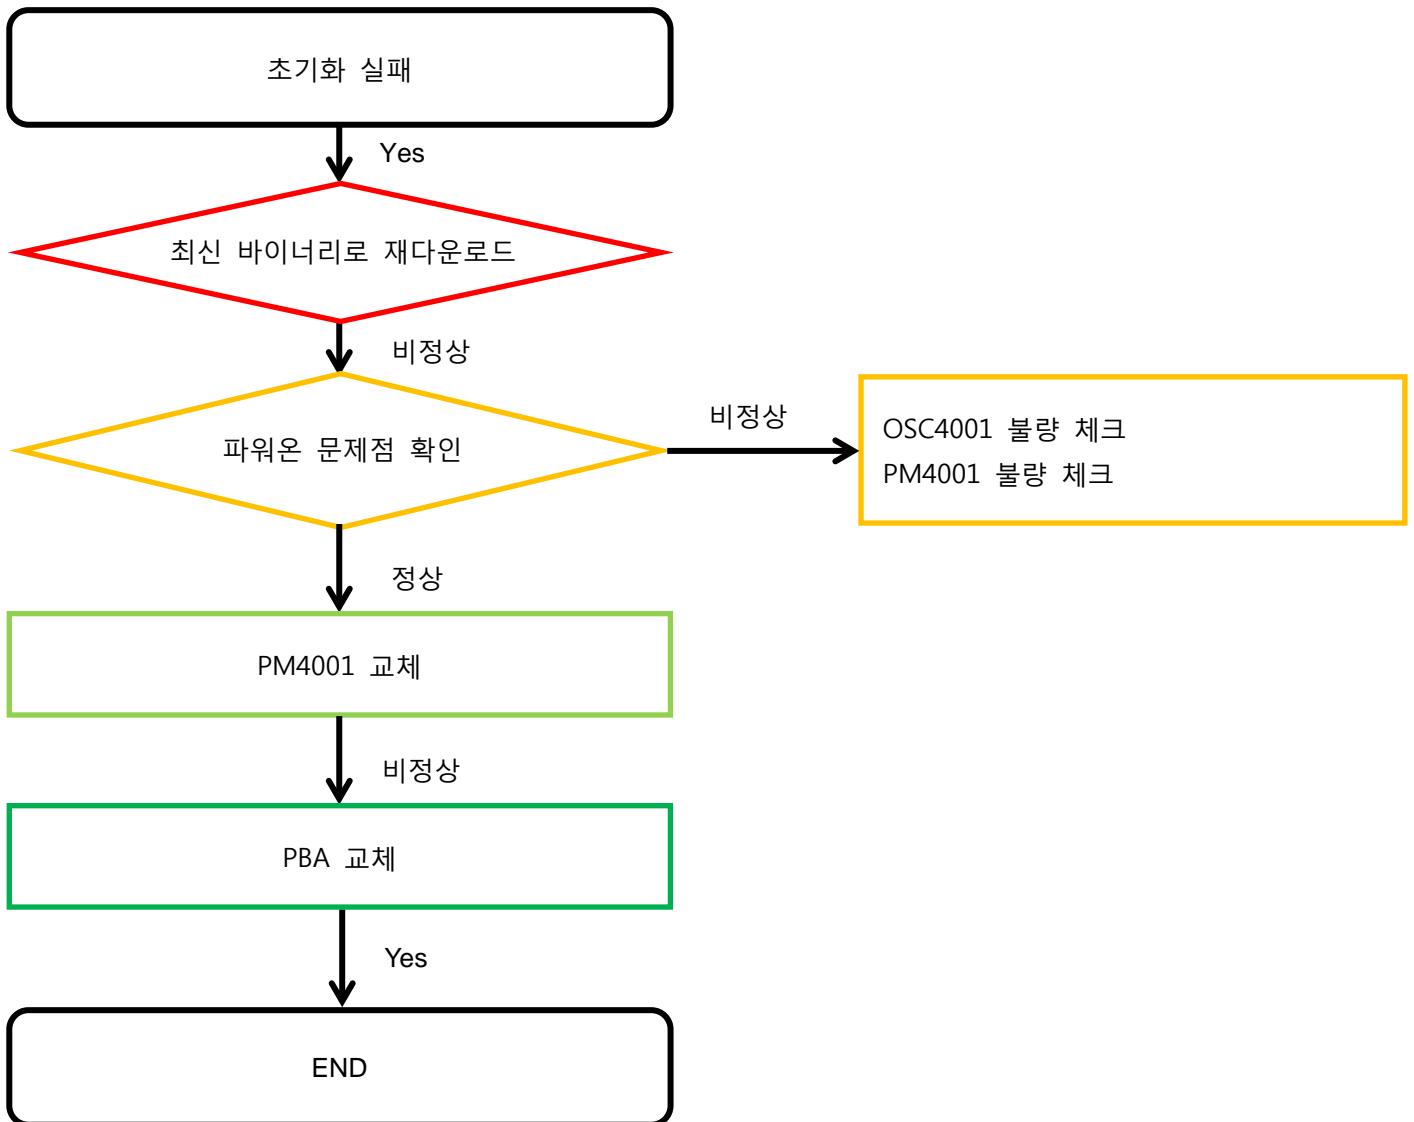 초기화 실패
Yes
최신 바이너리로 재다운로드
비정상
파워온 문제점 확인
비정상
OSC4001 불량 체크
PM4001 불량 체크
정상
PM4001 교체
비정상
PBA 교체
Yes
END